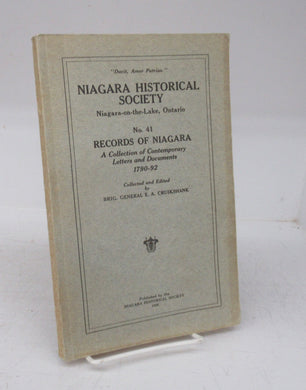 "Ducit Amor Patriae."
NIAGARA HISTORICAL
SOCIETY
Niagara-on-the-Lake, Ontario
No. 41
RECORDS OF NIAGARA
A Collection of Contemporary
Letters and Documents
1790-92
Collected and Edited
by
BRIG. GENERAL E. A. CRUIKSHANK
Published by the
NIAGARA HISTORICAL SOCIETY